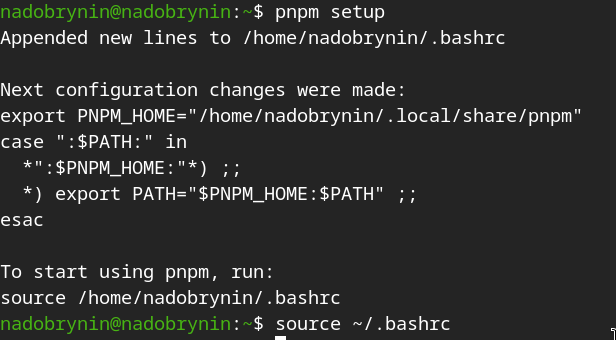 nadobrynin@nadobrynin:~$ pnpm setup
Appended new lines to /home/nadobrynin/.bashrc

Next configuration changes were made:
export PNPM_HOME="/home/nadobrynin/.local/share/pnpm"
case ":$PATH:" in
  *":$PNPM_HOME:"*) ;;
  *) export PATH="$PNPM_HOME:$PATH" ;;
esac

To start using pnpm, run:
source /home/nadobrynin/.bashrc
nadobrynin@nadobrynin:~$ source ~/.bashrc